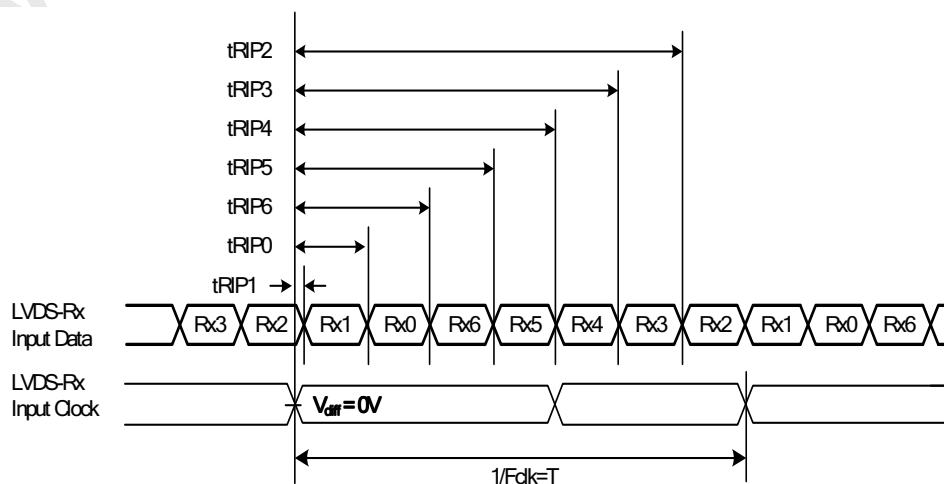 tRIP2
tRIP3
tRIP4
tRIP5
tRIP6
tRIP0
tRIP1
LVDS-Rx
Input Data
Rx3 Rx2 Rx1 Rx0 Rx6 Rx5 Rx4 Rx3 Rx2 Rx1 Rx0 Rx6
LVDS-Rx
Input Clock
Vdiff = 0V
1/Fclk=T